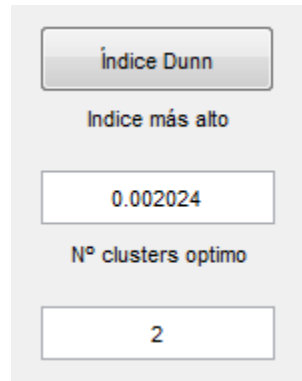 Índice Dunn
Indice más alto
0.002024
Nº clusters optimo
2